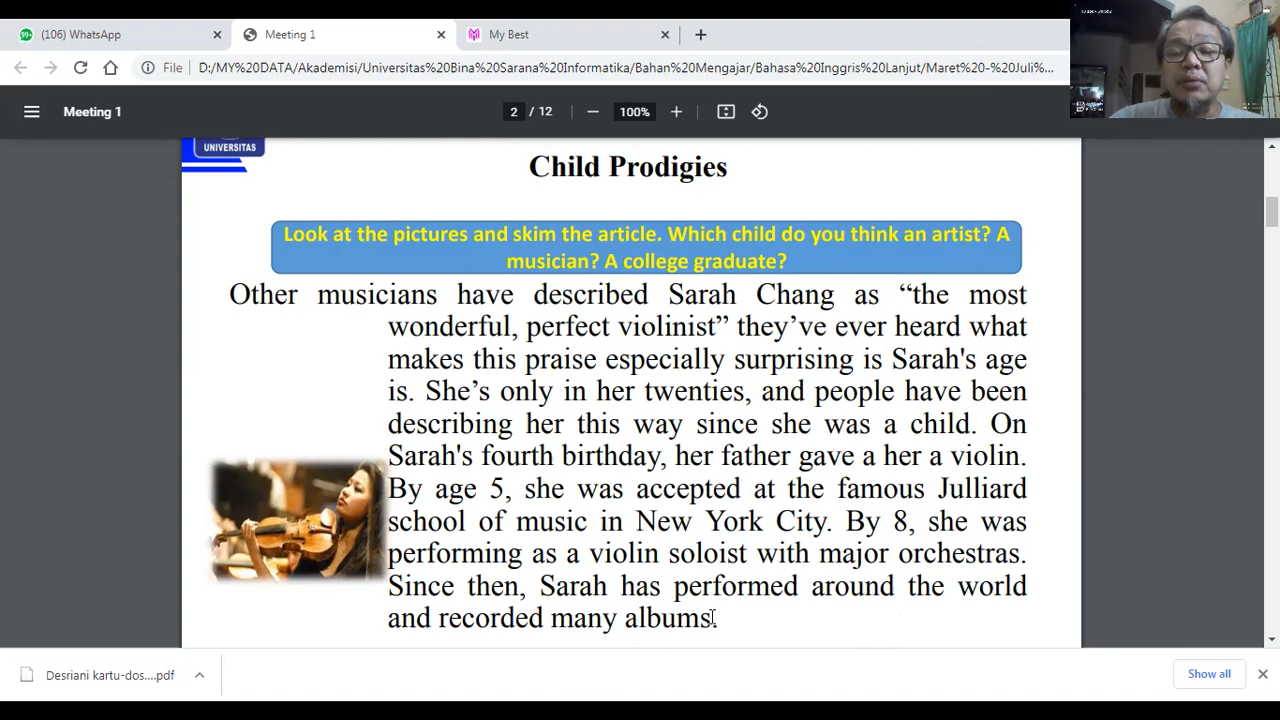 (106) WhatsApp
Meeting 1
My Best
File D:/MY%20DATA/Akademisi/Universitas%20Bina%20Sarana%20Informatika/Bahan%20Mengajar/Bahasa%20Inggris%20Lanjut/Maret%20-%20Juli%...
Meeting 1
2 / 12
100%
UNIVERSITAS
Child Prodigies
Look at the pictures and skim the article. Which child do you think an artist? A
musician? A college graduate?
Other musicians have described Sarah Chang as “the most
wonderful, perfect violinist” they’ve ever heard what
makes this praise especially surprising is Sarah's age
is. She’s only in her twenties, and people have been
describing her this way since she was a child. On
Sarah's fourth birthday, her father gave a her a violin.
By age 5, she was accepted at the famous Julliard
school of music in New York City. By 8, she was
performing as a violin soloist with major orchestras.
Since then, Sarah has performed around the world
and recorded many albums.
Desriani kartu-dos....pdf
Show all